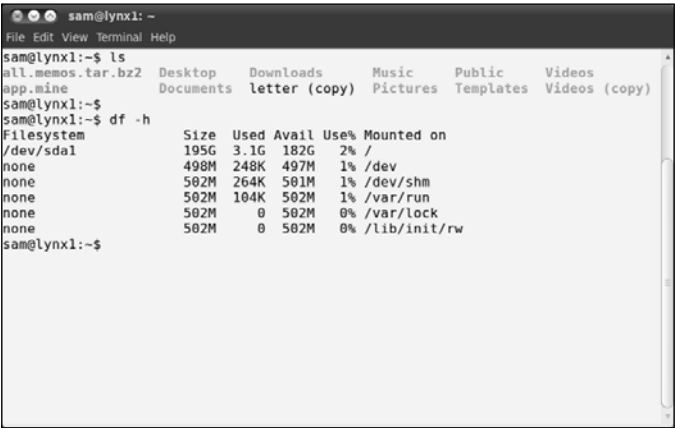 sam@lynx1: ~
File Edit View Terminal Help
sam@lynx1:~$ ls
all.memos.tar.bz2 Desktop Downloads Music Public Videos
app.mine Documents letter (copy) Pictures Templates Videos (copy)
sam@lynx1:~$
sam@lynx1:~$ df -h
Filesystem Size Used Avail Use% Mounted on
/dev/sda1 195G 3.1G 182G 2% /
none 498M 248K 497M 1% /dev
none 502M 264K 501M 1% /dev/shm
none 502M 104K 502M 1% /var/run
none 502M 0 502M 0% /var/lock
none 502M 0 502M 0% /lib/init/rw
sam@lynx1:~$